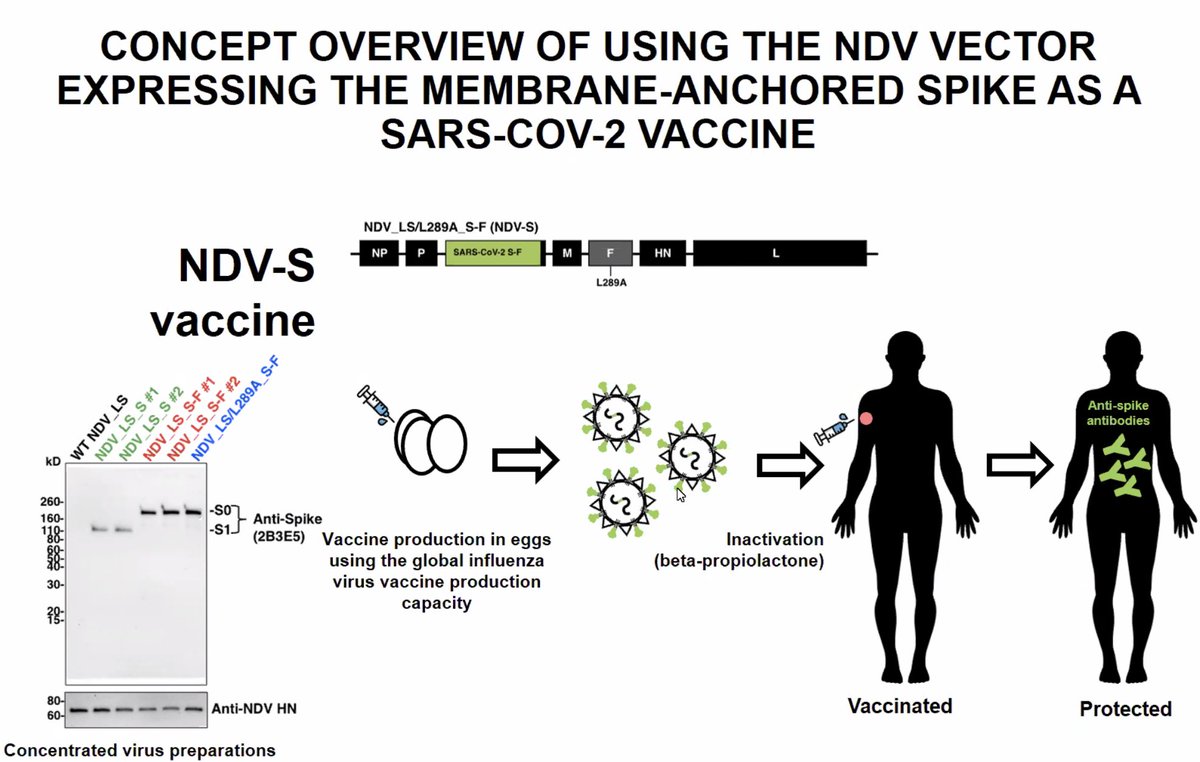 CONCEPT OVERVIEW OF USING THE NDV VECTOR
EXPRESSING THE MEMBRANE-ANCHORED SPIKE AS A
SARS-COV-2 VACCINE
NDV_LS/L289A_S-F (NDV-S)
NP P SARS-CoV-2 S-F M F HN L
L289A
NDV-S
vaccine
WT NDV_LS
NDV_LS_S #1
NDV_LS_S #2
NDV_LS_S-F #1
NDV_LS_S-F #2
NDV_LS/L289A_S-F
kD
260-
160-
110-
80-
60-
50-
40-
30-
20-
15-
-S0
-S1
Anti-Spike
(2B3E5)
80-
60-
Anti-NDV HN
Concentrated virus preparations
Vaccine production in eggs
using the global influenza
virus vaccine production
capacity
Inactivation
(beta-propiolactone)
Vaccinated
Anti-spike
antibodies
Protected